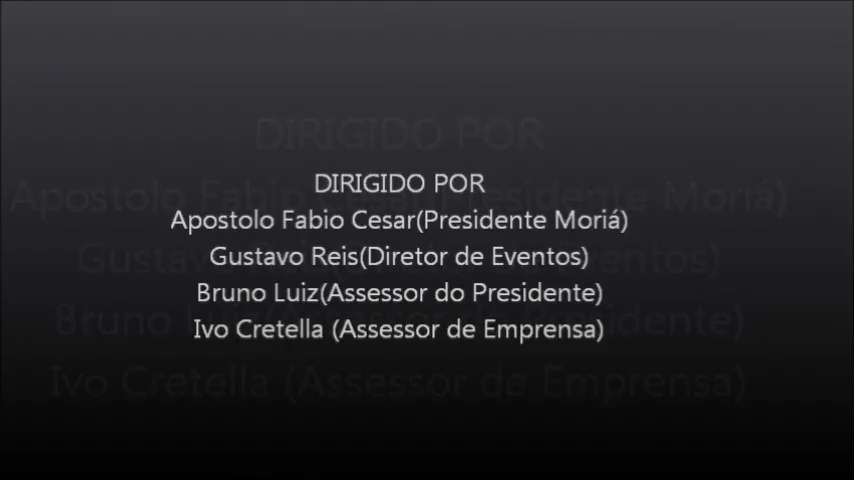 DIRIGIDO POR
Apostolo Fabio Cesar(Presidente Moriá)
Gustavo Reis(Diretor de Eventos)
Bruno Luiz(Assessor do Presidente)
Ivo Cretella (Assessor de Emprensa)